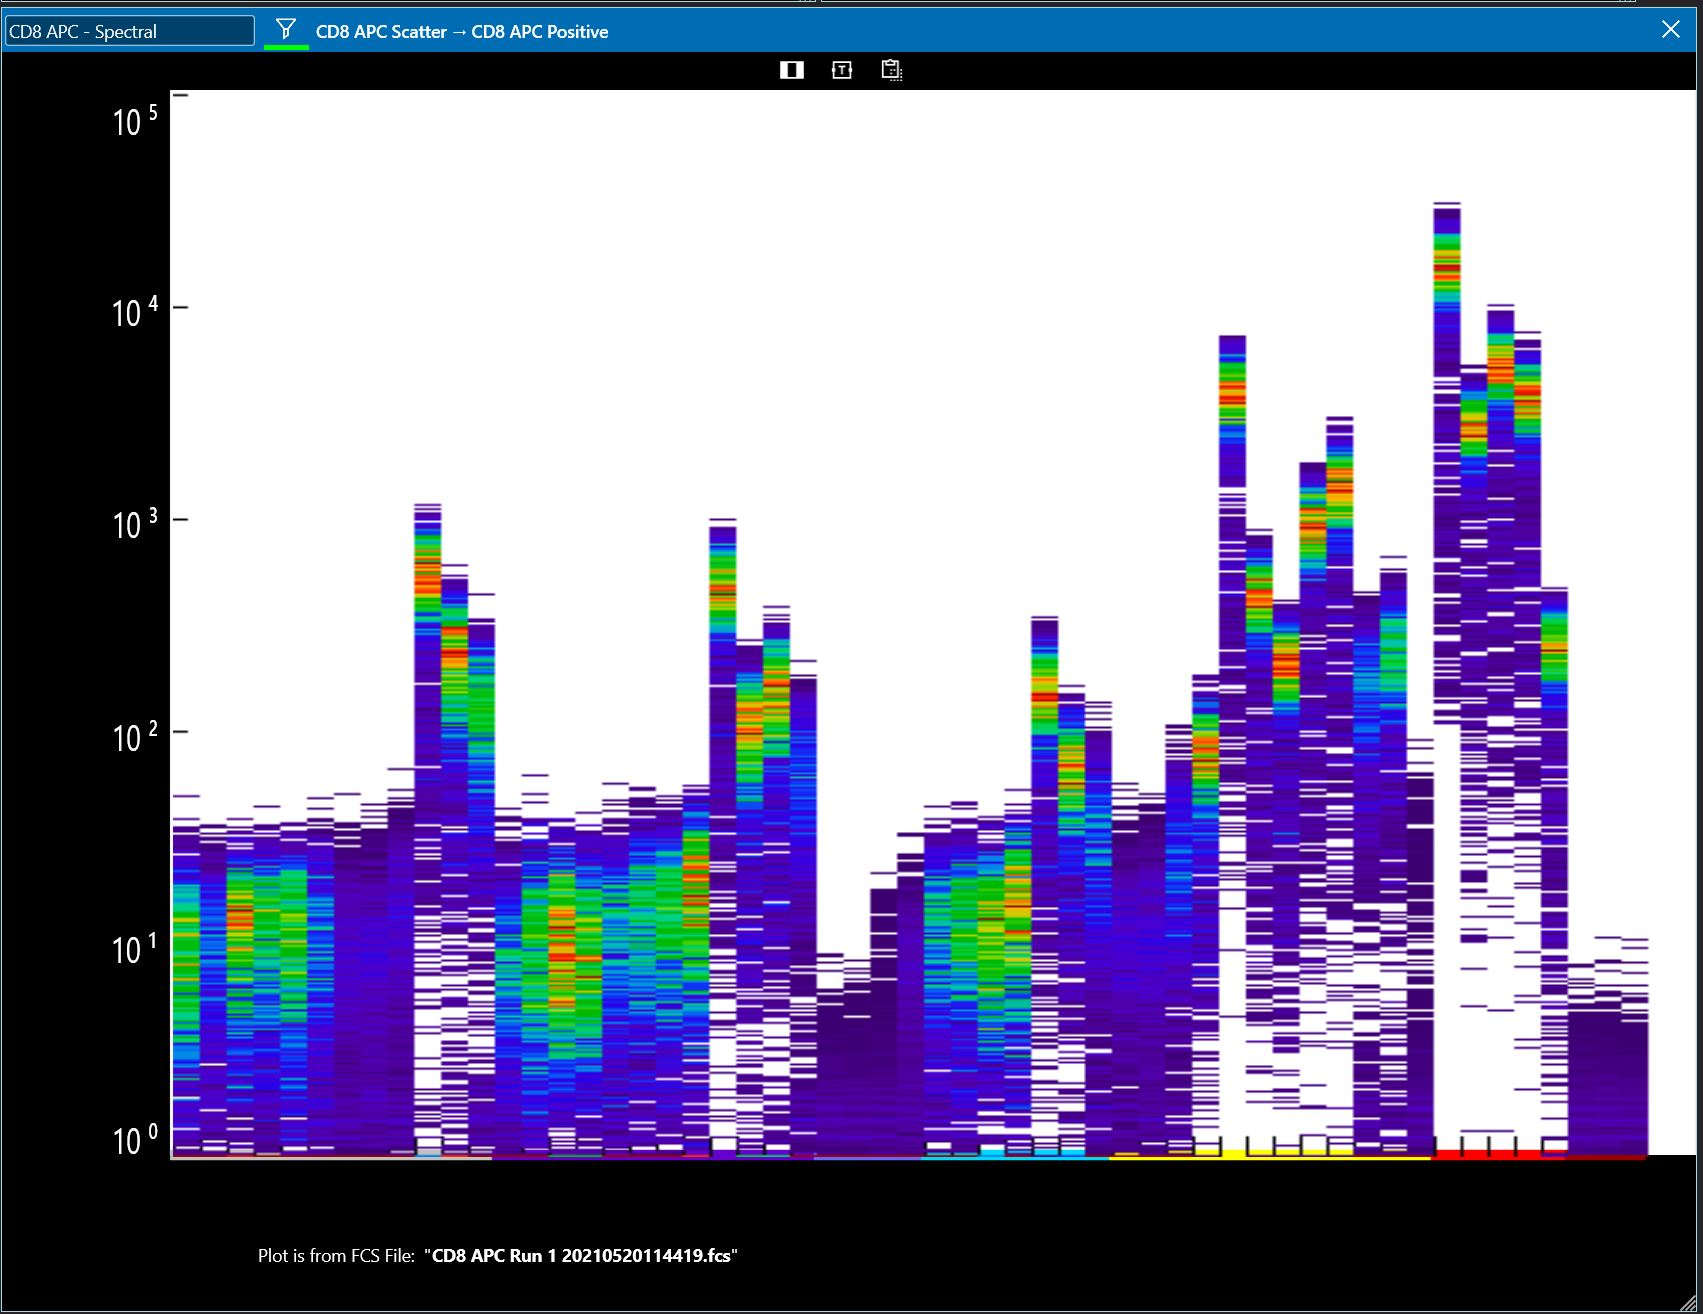 CD8 APC - Spectral
CD8 APC Scatter → CD8 APC Positive
T
10 5
10 4
10 3
10 2
10 1
10 0
Plot is from FCS File: "CD8 APC Run 1 20210520114419.fcs"